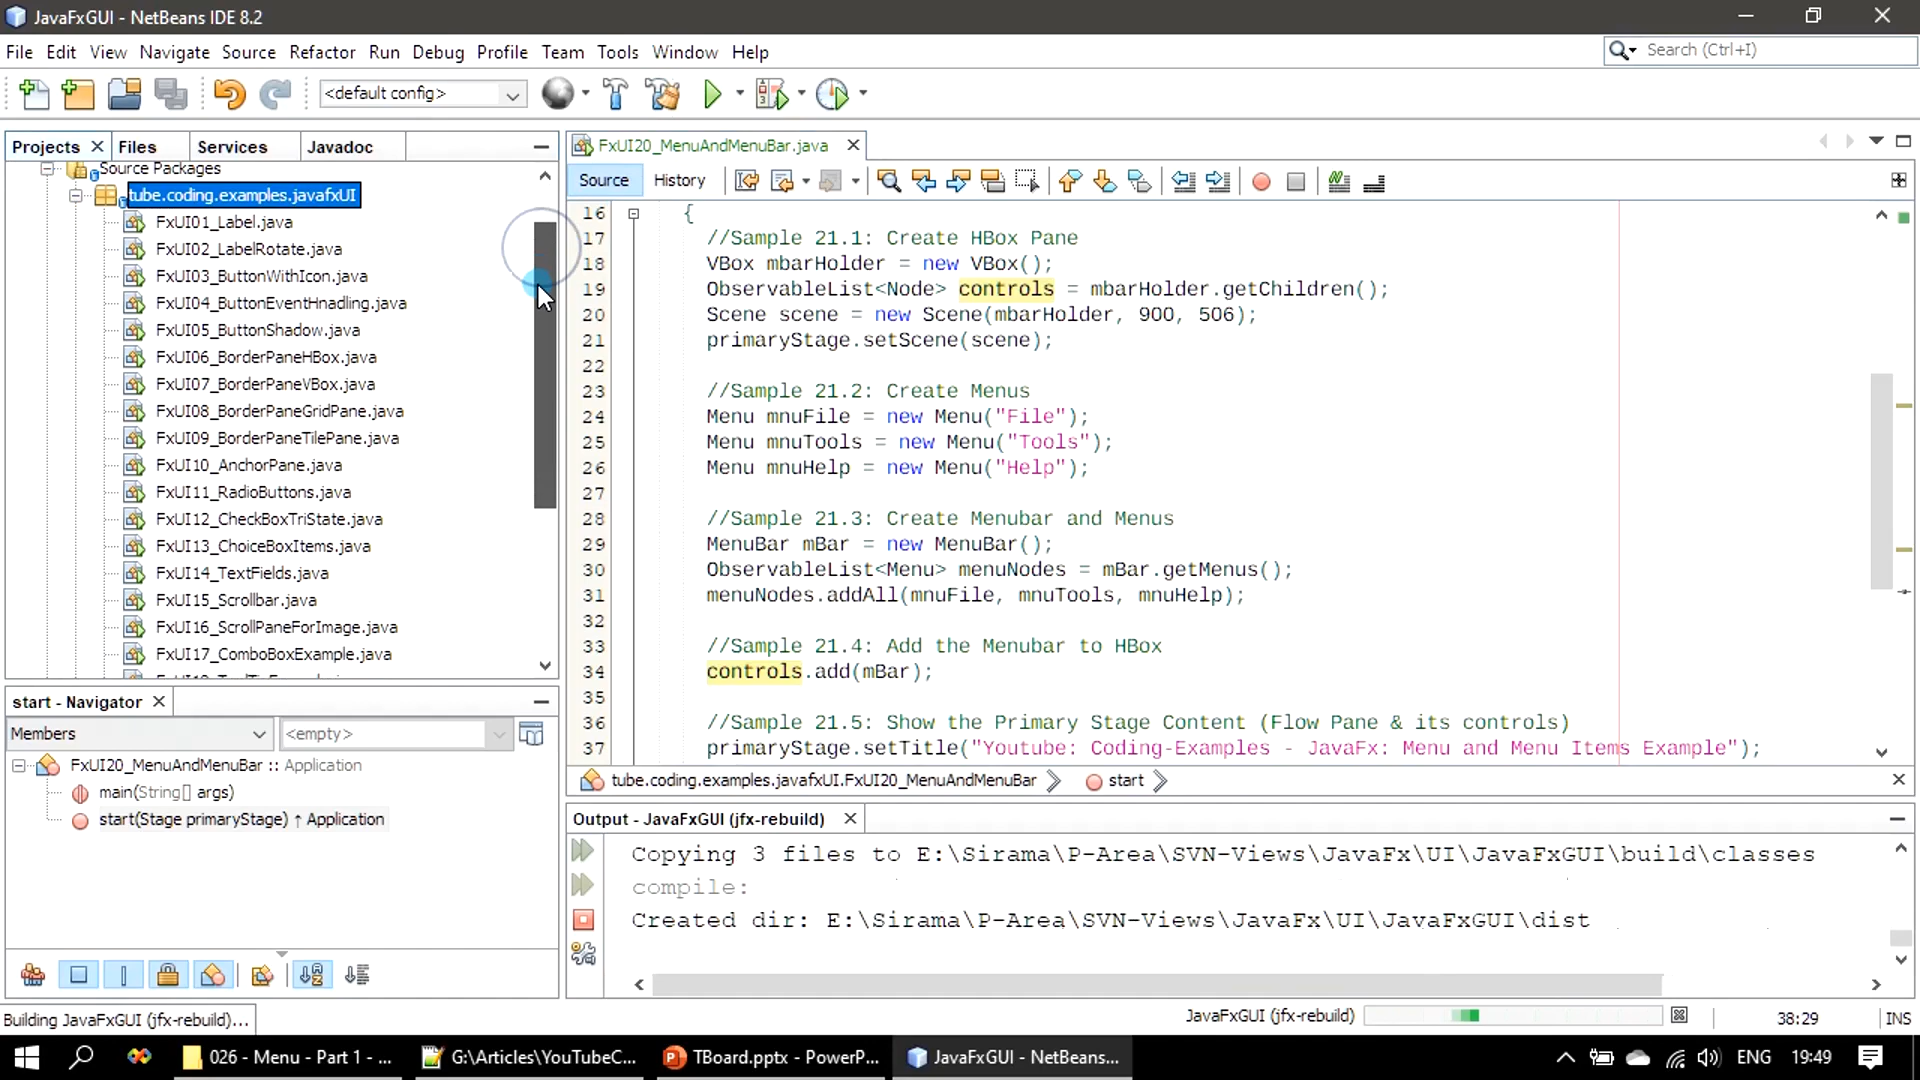 JavaFxGUI - NetBeans IDE 8.2
File Edit View Navigate Source Refactor Run Debug Profile Team Tools Window Help
Search (Ctrl+I)
<default config>
Projects Files Services Javadoc
Source Packages
tube.coding.examples.javafxUI
FxUI01_Label.java
FxUI02_LabelRotate.java
FxUI03_ButtonWithIcon.java
FxUI04_ButtonEventHnadling.java
FxUI05_ButtonShadow.java
FxUI06_BorderPaneHBox.java
FxUI07_BorderPaneVBox.java
FxUI08_BorderPaneGridPane.java
FxUI09_BorderPaneTilePane.java
FxUI10_AnchorPane.java
FxUI11_RadioButtons.java
FxUI12_CheckBoxTriState.java
FxUI13_ChoiceBoxItems.java
FxUI14_TextFields.java
FxUI15_Scrollbar.java
FxUI16_ScrollPaneForImage.java
FxUI17_ComboBoxExample.java
start - Navigator
Members <empty>
FxUI20_MenuAndMenuBar :: Application
main(String[] args)
start(Stage primaryStage) ↑ Application
FxUI20_MenuAndMenuBar.java
Source History
16 {
17 //Sample 21.1: Create HBox Pane
18 VBox mbarHolder = new VBox();
19 ObservableList<Node> controls = mbarHolder.getChildren();
20 Scene scene = new Scene(mbarHolder, 900, 506);
21 primaryStage.setScene(scene);
22
23 //Sample 21.2: Create Menus
24 Menu mnuFile = new Menu("File");
25 Menu mnuTools = new Menu("Tools");
26 Menu mnuHelp = new Menu("Help");
27
28 //Sample 21.3: Create Menubar and Menus
29 MenuBar mBar = new MenuBar();
30 ObservableList<Menu> menuNodes = mBar.getMenus();
31 menuNodes.addAll(mnuFile, mnuTools, mnuHelp);
32
33 //Sample 21.4: Add the Menubar to HBox
34 controls.add(mBar);
35
36 //Sample 21.5: Show the Primary Stage Content (Flow Pane & its controls)
37 primaryStage.setTitle("Youtube: Coding-Examples - JavaFx: Menu and Menu Items Example");
tube.coding.examples.javafxUI.FxUI20_MenuAndMenuBar start
Output - JavaFxGUI (jfx-rebuild)
Copying 3 files to E:\Sirama\P-Area\SVN-Views\JavaFx\UI\JavaFxGUI\build\classes
compile:
Created dir: E:\Sirama\P-Area\SVN-Views\JavaFx\UI\JavaFxGUI\dist
Building JavaFxGUI (jfx-rebuild)...
JavaFxGUI (jfx-rebuild) 38:29 INS
026 - Menu - Part 1 - ... G:\Articles\YouTubeC... TBoard.pptx - PowerP... JavaFxGUI - NetBeans... ENG 19:49